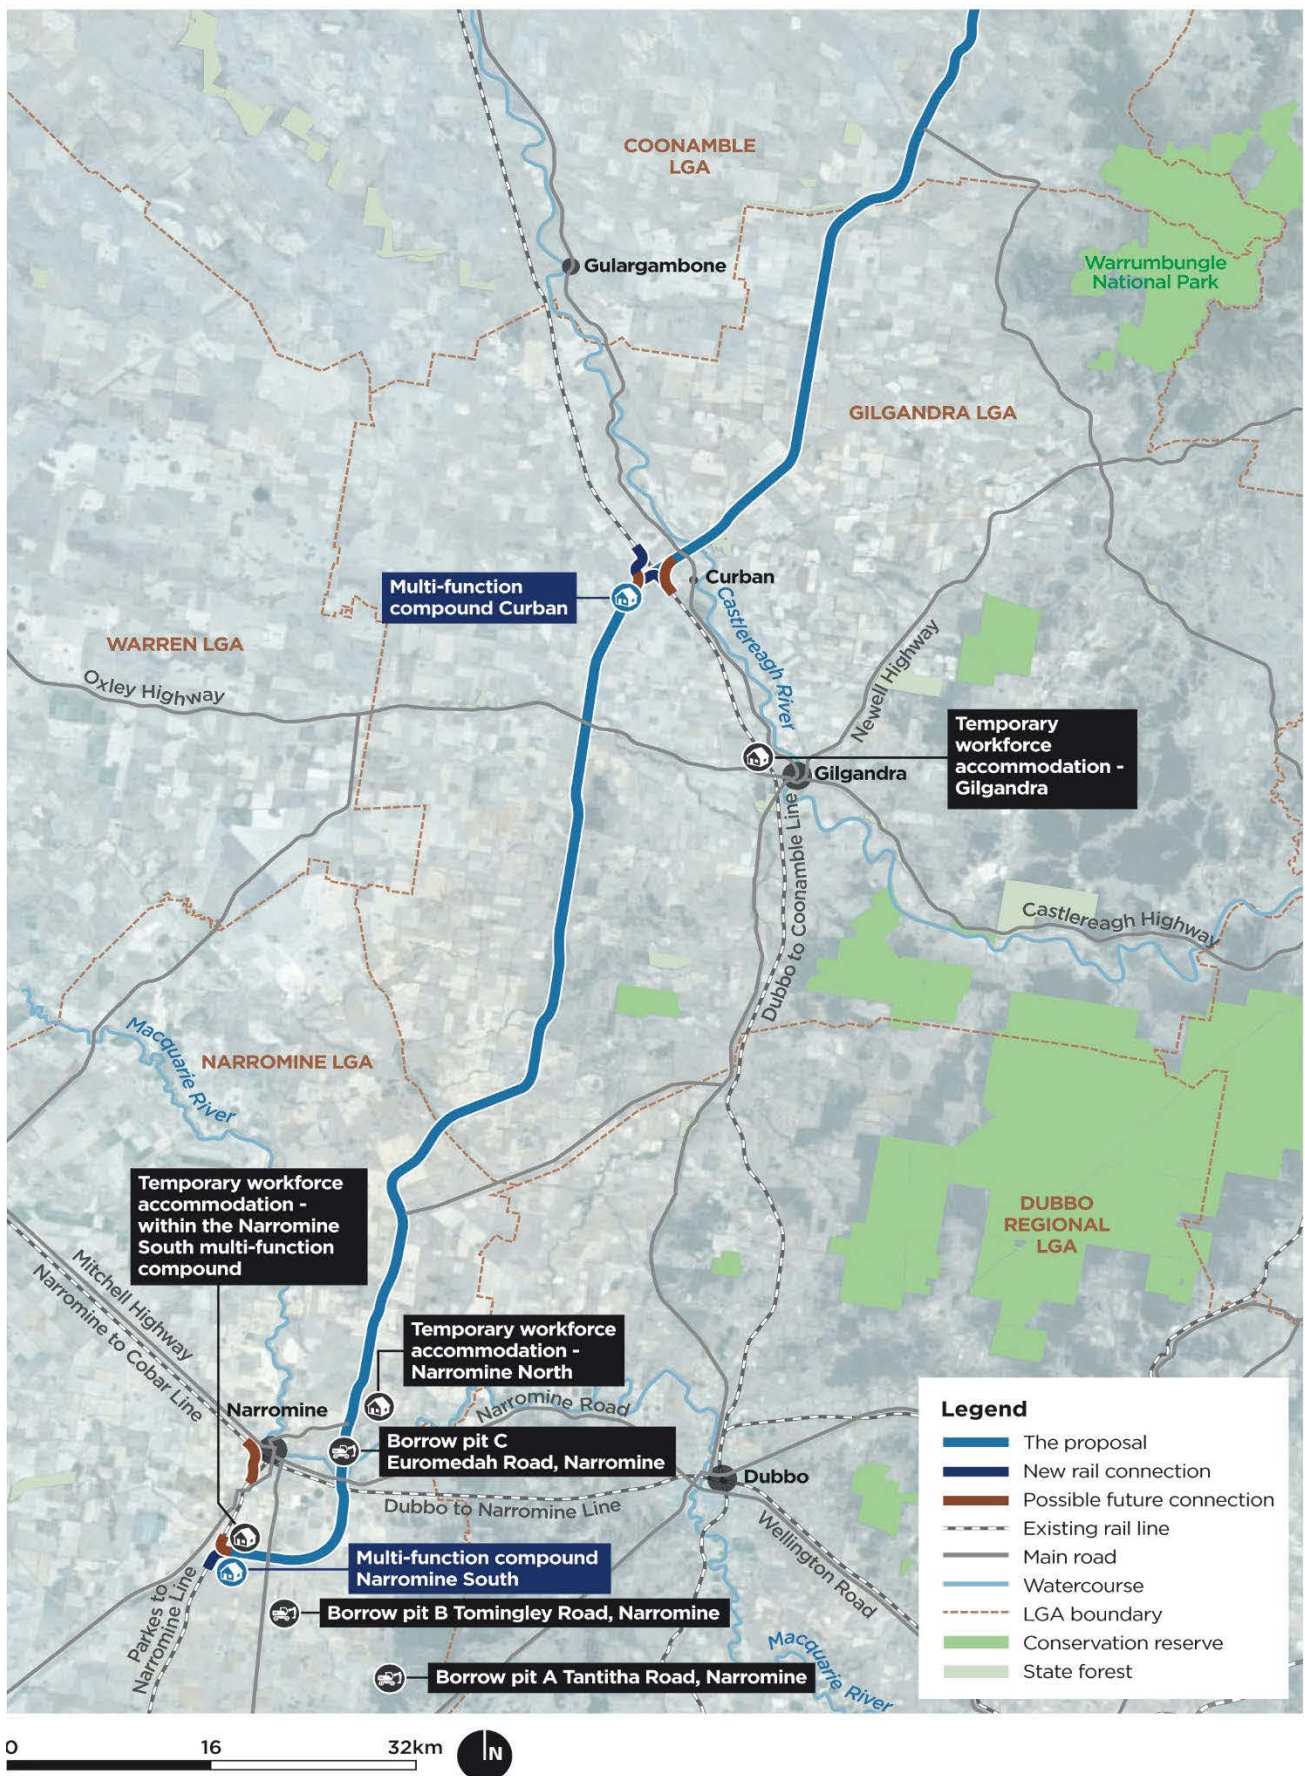 COONAMBLE
LGA
Gulargambone
Warrumbungle
National Park
GILGANDRA LGA
Multi-function
compound Curban
Curban
Castlereagh River
WARREN LGA
Oxley Highway
Newell Highway
Temporary
workforce
accommodation -
Gilgandra
Gilgandra
Dubbo to Coonamble Line
Castlereagh Highway
Macquarie River
NARROMINE LGA
Temporary workforce
accommodation -
within the Narromine
South multi-function
compound
DUBBO
REGIONAL
LGA
Mitchell Highway
Narromine to Cobar Line
Temporary workforce
accommodation -
Narromine North
Narromine
Narromine Road
Borrow pit C
Euromedah Road, Narromine
Dubbo
Dubbo to Narromine Line
Wellington Road
Multi-function compound
Narromine South
Parkes to
Narromine Line
Borrow pit B Tomingley Road, Narromine
Macquarie River
Borrow pit A Tantitha Road, Narromine
Legend
The proposal
New rail connection
Possible future connection
Existing rail line
Main road
Watercourse
LGA boundary
Conservation reserve
State forest
0 16 32km
N